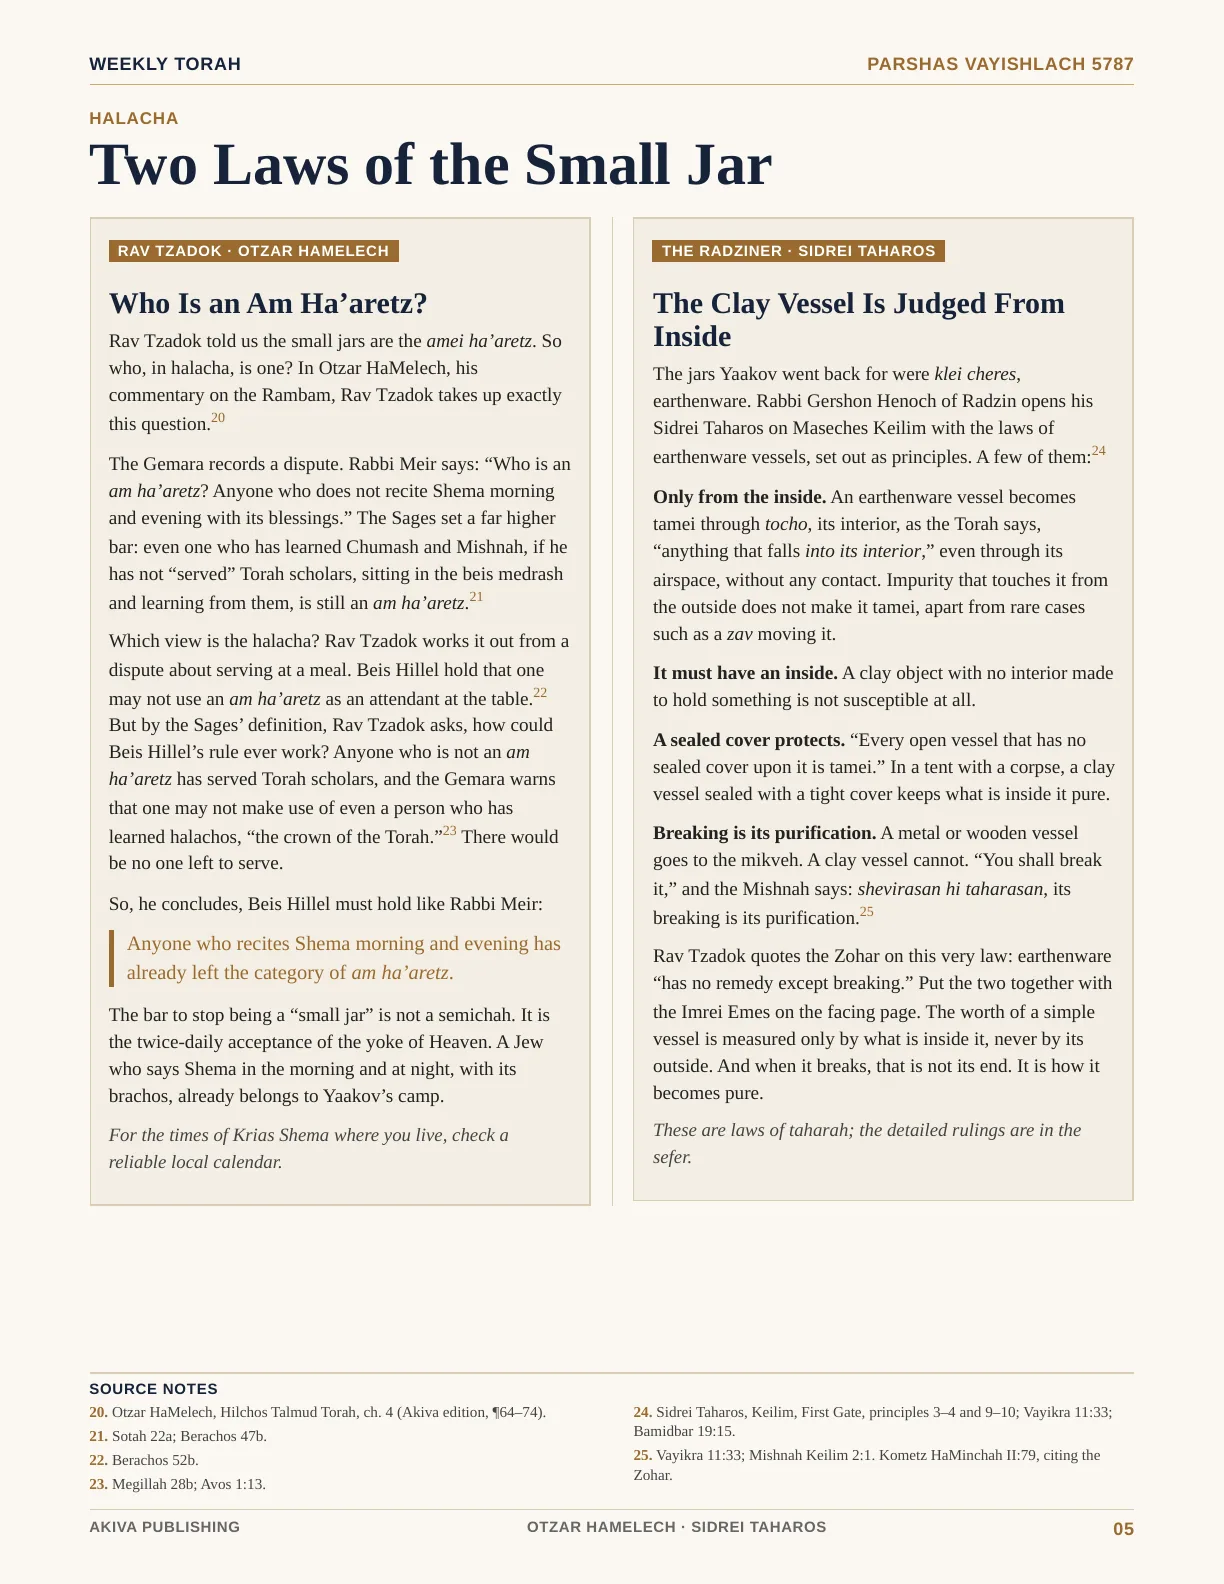 WEEKLY TORAH
PARSHAS VAYISHLACH 5787
HALACHA
Two Laws of the Small Jar
RAV TZADOK · OTZAR HAMELECH
Who Is an Am Ha’aretz?
Rav Tzadok told us the small jars are the amei ha’aretz. So
who, in halacha, is one? In Otzar HaMelech, his
commentary on the Rambam, Rav Tzadok takes up exactly
this question.20
The Gemara records a dispute. Rabbi Meir says: “Who is an
am ha’aretz? Anyone who does not recite Shema morning
and evening with its blessings.” The Sages set a far higher
bar: even one who has learned Chumash and Mishnah, if he
has not “served” Torah scholars, sitting in the beis medrash
and learning from them, is still an am ha’aretz.21
Which view is the halacha? Rav Tzadok works it out from a
dispute about serving at a meal. Beis Hillel hold that one
may not use an am ha’aretz as an attendant at the table.22
But by the Sages’ definition, Rav Tzadok asks, how could
Beis Hillel’s rule ever work? Anyone who is not an am
ha’aretz has served Torah scholars, and the Gemara warns
that one may not make use of even a person who has
learned halachos, “the crown of the Torah.”23 There would
be no one left to serve.
So, he concludes, Beis Hillel must hold like Rabbi Meir:
Anyone who recites Shema morning and evening has
already left the category of am ha’aretz.
The bar to stop being a “small jar” is not a semichah. It is
the twice-daily acceptance of the yoke of Heaven. A Jew
who says Shema in the morning and at night, with its
brachos, already belongs to Yaakov’s camp.
For the times of Krias Shema where you live, check a
reliable local calendar.
THE RADZINER · SIDREI TAHAROS
The Clay Vessel Is Judged From
Inside
The jars Yaakov went back for were klei cheres,
earthenware. Rabbi Gershon Henoch of Radzin opens his
Sidrei Taharos on Maseches Keilim with the laws of
earthenware vessels, set out as principles. A few of them:24
Only from the inside. An earthenware vessel becomes
tamei through tocho, its interior, as the Torah says,
“anything that falls into its interior,” even through its
airspace, without any contact. Impurity that touches it from
the outside does not make it tamei, apart from rare cases
such as a zav moving it.
It must have an inside. A clay object with no interior made
to hold something is not susceptible at all.
A sealed cover protects. “Every open vessel that has no
sealed cover upon it is tamei.” In a tent with a corpse, a clay
vessel sealed with a tight cover keeps what is inside it pure.
Breaking is its purification. A metal or wooden vessel
goes to the mikveh. A clay vessel cannot. “You shall break
it,” and the Mishnah says: shevirasan hi taharasan, its
breaking is its purification.25
Rav Tzadok quotes the Zohar on this very law: earthenware
“has no remedy except breaking.” Put the two together with
the Imrei Emes on the facing page. The worth of a simple
vessel is measured only by what is inside it, never by its
outside. And when it breaks, that is not its end. It is how it
becomes pure.
These are laws of taharah; the detailed rulings are in the
sefer.
SOURCE NOTES
20. Otzar HaMelech, Hilchos Talmud Torah, ch. 4 (Akiva edition, ¶64–74).
21. Sotah 22a; Berachos 47b.
22. Berachos 52b.
23. Megillah 28b; Avos 1:13.
24. Sidrei Taharos, Keilim, First Gate, principles 3–4 and 9–10; Vayikra 11:33;
Bamidbar 19:15.
25. Vayikra 11:33; Mishnah Keilim 2:1. Kometz HaMinchah II:79, citing the
Zohar.
AKIVA PUBLISHING
OTZAR HAMELECH · SIDREI TAHAROS
05